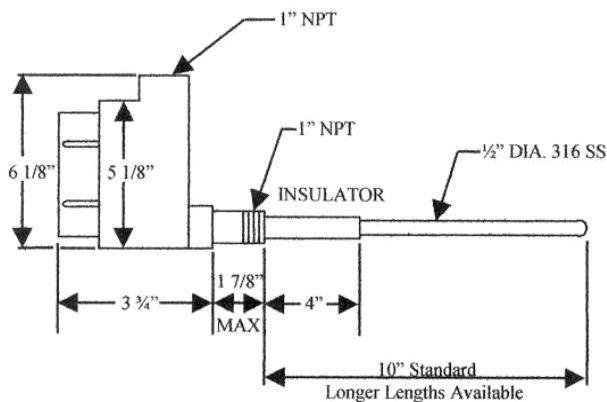 1” NPT
1” NPT
½” DIA. 316 SS
6 1/8”
5 1/8”
INSULATOR
1 7/8”
3 ¾”
4”
MAX
10” Standard
Longer Lengths Available